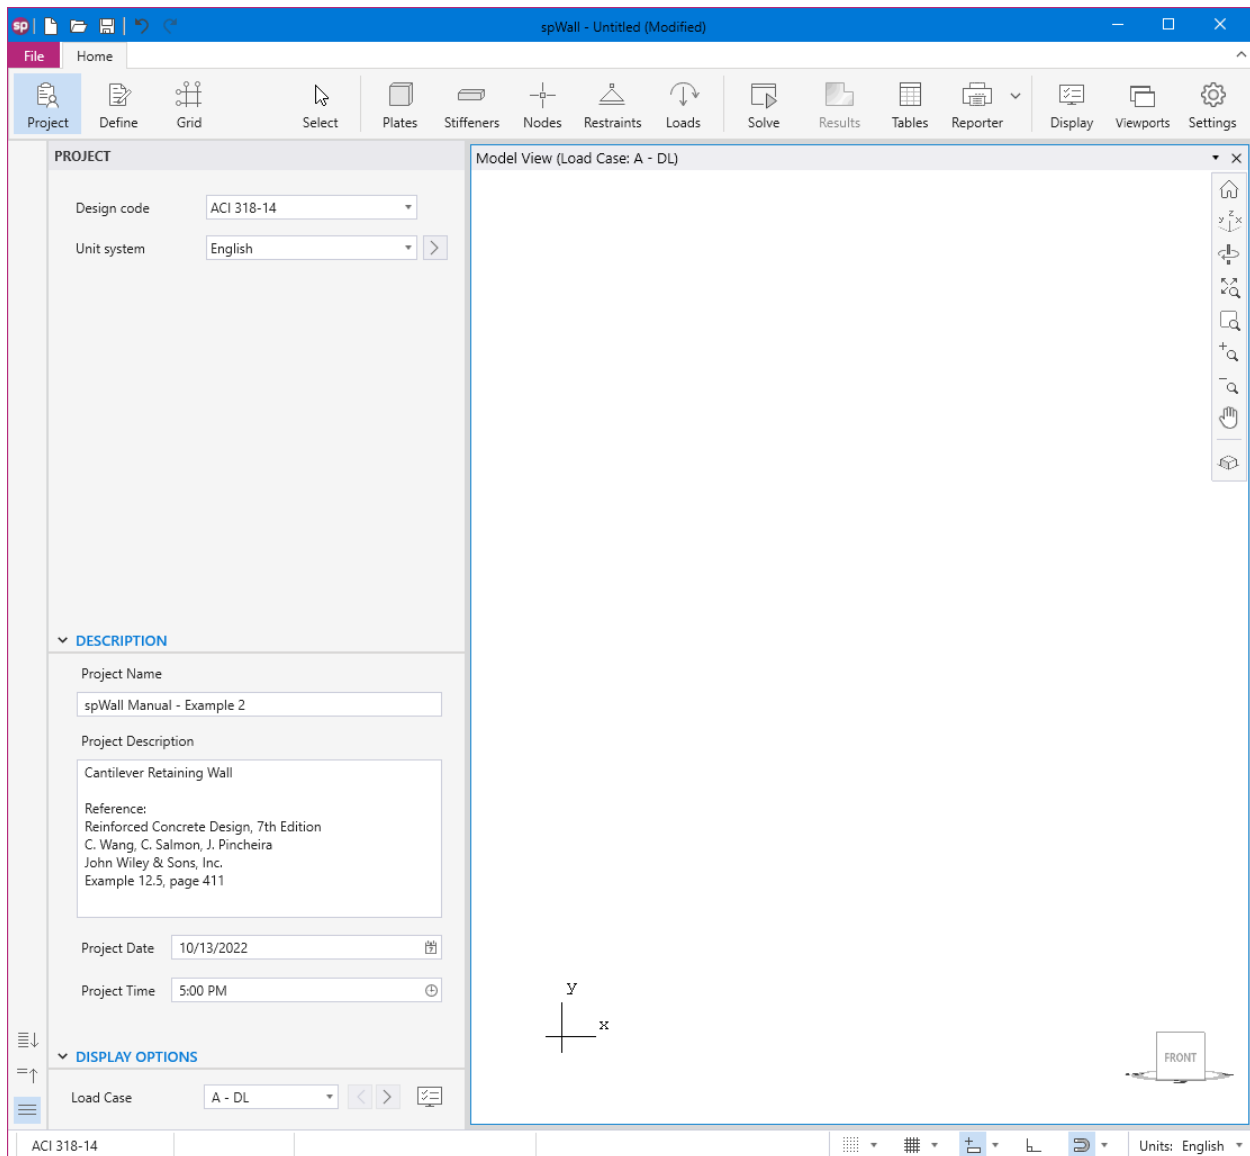 sp
spWall - Untitled (Modified)
File
Home
Project
Define
Grid
Select
Plates
Stiffeners
Nodes
Restraints
Loads
Solve
Results
Tables
Reporter
Display
Viewports
Settings
PROJECT
Design code
ACI 318-14
Unit system
English
DESCRIPTION
Project Name
spWall Manual - Example 2
Project Description
Cantilever Retaining Wall
Reference:
Reinforced Concrete Design, 7th Edition
C. Wang, C. Salmon, J. Pincheira
John Wiley & Sons, Inc.
Example 12.5, page 411
Project Date
10/13/2022
Project Time
5:00 PM
DISPLAY OPTIONS
Load Case
A - DL
Model View (Load Case: A - DL)
y z x
y
x
FRONT
ACI 318-14
Units: English